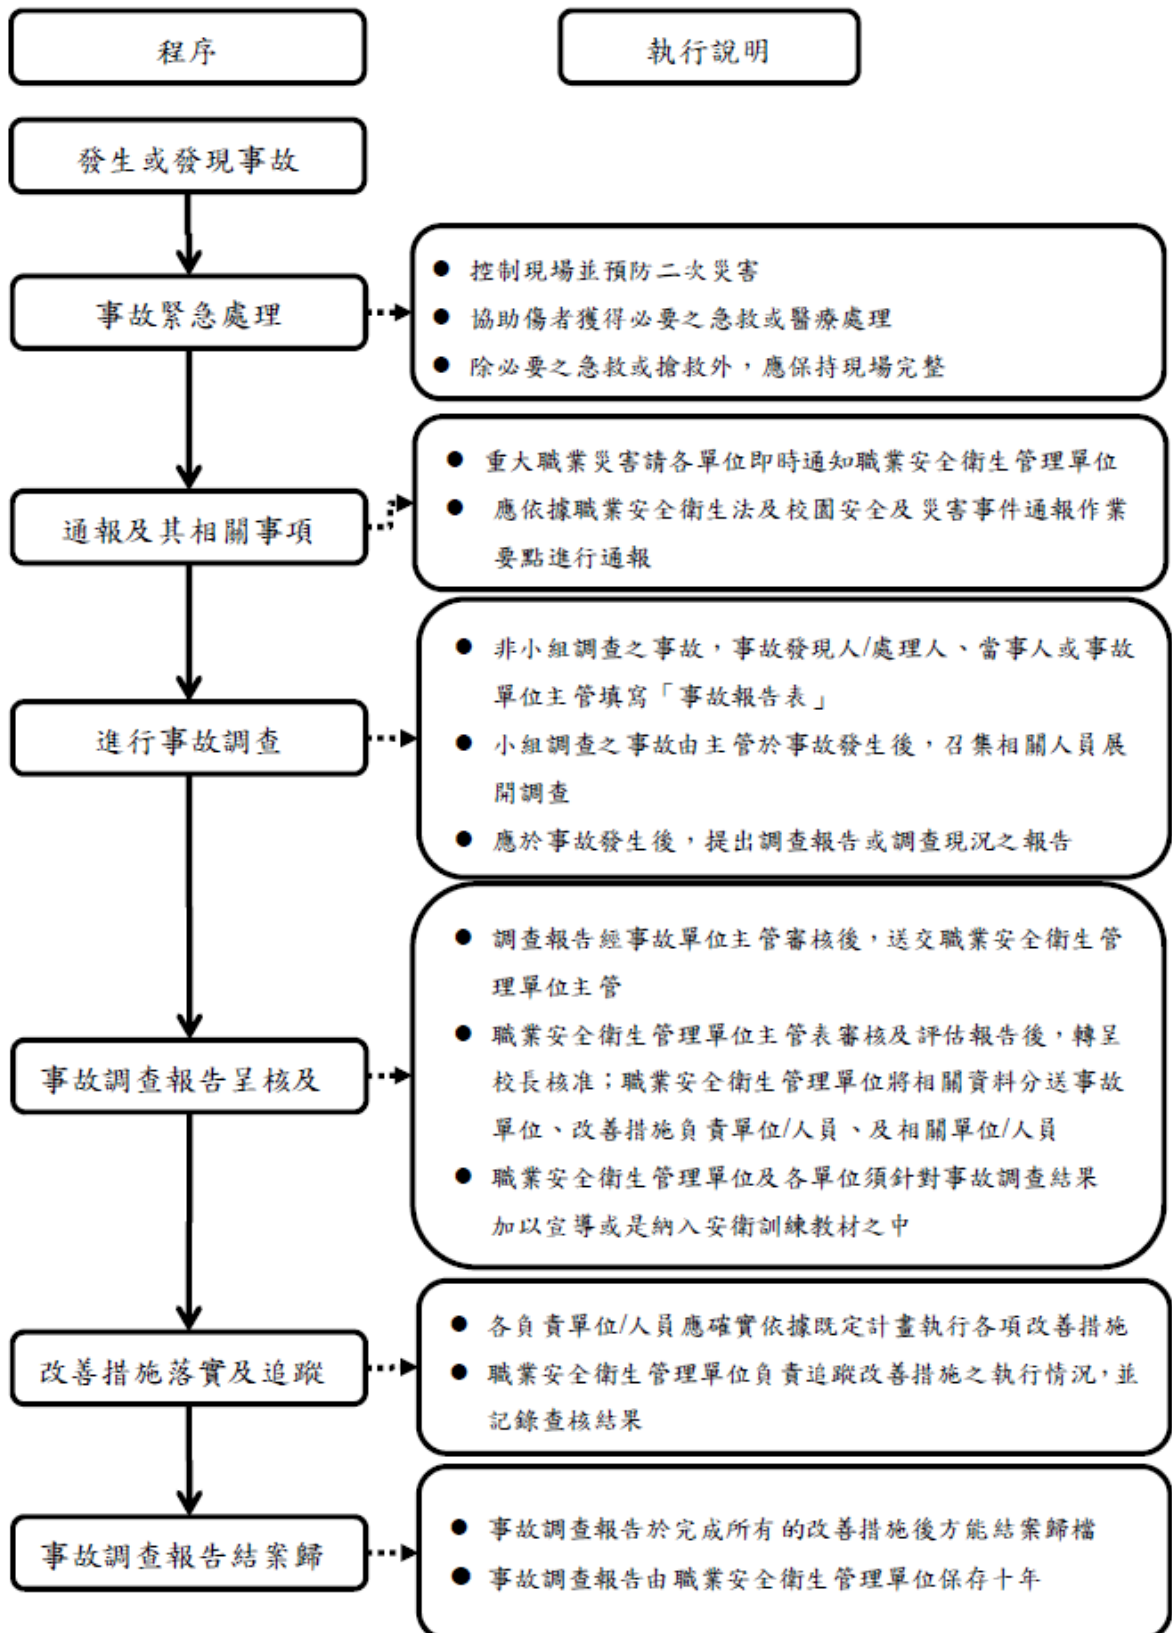 程序
執行說明
發生或發現事故
事故緊急處理
● 控制現場並預防二次災害
● 協助傷者獲得必要之急救或醫療處理
● 除必要之急救或搶救外，應保持現場完整
通報及其相關事項
● 重大職業災害請各單位即時通知職業安全衛生管理單位
● 應依據職業安全衛生法及校園安全及災害事件通報作業
要點進行通報
進行事故調查
● 非小組調查之事故，事故發現人/處理人、當事人或事故
單位主管填寫「事故報告表」
● 小組調查之事故由主管於事故發生後，召集相關人員展
開調查
● 應於事故發生後，提出調查報告或調查現況之報告
事故調查報告呈核及
● 調查報告經事故單位主管審核後，送交職業安全衛生管
理單位主管
● 職業安全衛生管理單位主管表審核及評估報告後，轉呈
校長核准；職業安全衛生管理單位將相關資料分送事故
單位、改善措施負責單位/人員、及相關單位/人員
● 職業安全衛生管理單位及各單位須針對事故調查結果
加以宣導或是納入安衛訓練教材之中
改善措施落實及追蹤
● 各負責單位/人員應確實依據既定計畫執行各項改善措施
● 職業安全衛生管理單位負責追蹤改善措施之執行情況，並
記錄查核結果
事故調查報告結案歸
● 事故調查報告於完成所有的改善措施後方能結案歸檔
● 事故調查報告由職業安全衛生管理單位保存十年